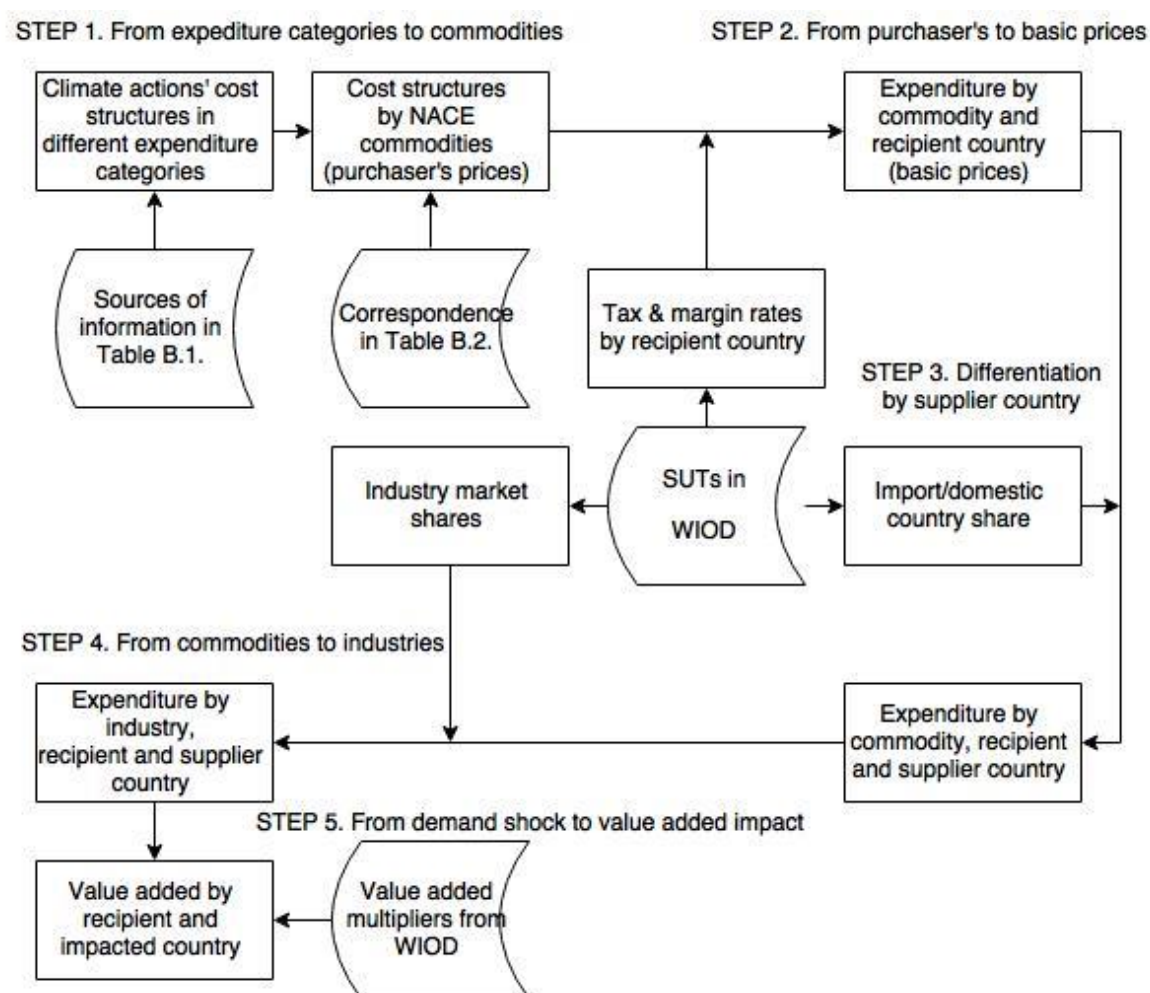 STEP 1. From expediture categories to commodities
STEP 2. From purchaser's to basic prices
Climate actions' cost
structures in
different expenditure
categories
Cost structures
by NACE
commodities
(purchaser's prices)
Expenditure by
commodity and
recipient country
(basic prices)
Sources of
information in
Table B.1.
Correspondence
in Table B.2.
Tax & margin rates
by recipient country
STEP 3. Differentiation
by supplier country
Industry market
shares
SUTs in
WIOD
Import/domestic
country share
STEP 4. From commodities to industries
Expenditure by
industry,
recipient and supplier
country
Expenditure by
commodity, recipient
and supplier country
STEP 5. From demand shock to value added impact
Value added by
recipient and
impacted country
Value added
multipliers from
WIOD